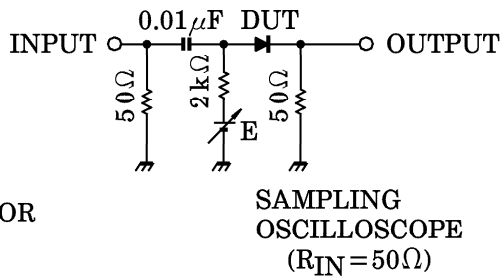 0.01μF DUT
INPUT OUTPUT
50Ω 2kΩ 50Ω
E
OR
SAMPLING
OSCILLOSCOPE
(RIN=50Ω)